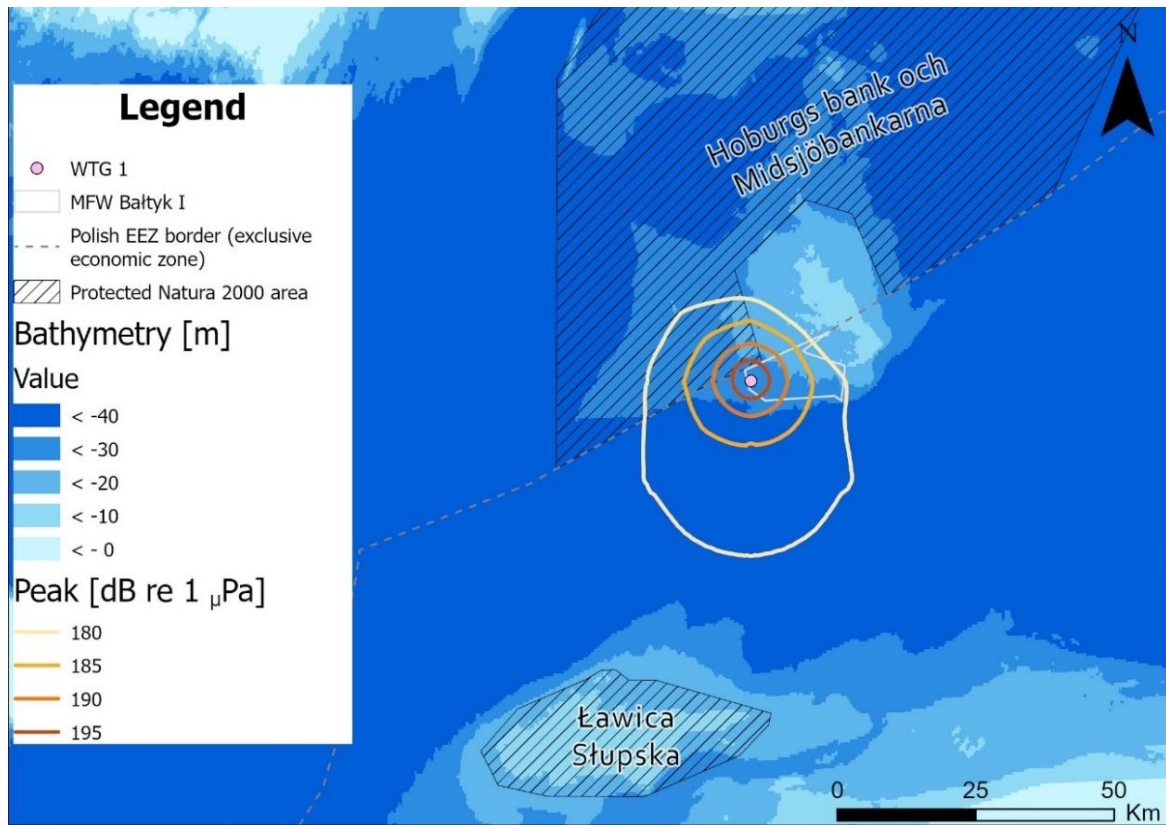 N
Hoburgs bank och
Midsjöbankarna
Legend
WTG 1
MFW Bałtyk I
Polish EEZ border (exclusive
economic zone)
Protected Natura 2000 area
Bathymetry [m]
Value
< -40
< -30
< -20
< -10
< - 0
Peak [dB re 1 µPa]
180
185
190
195
Ławica
Słupska
0 25 50
Km